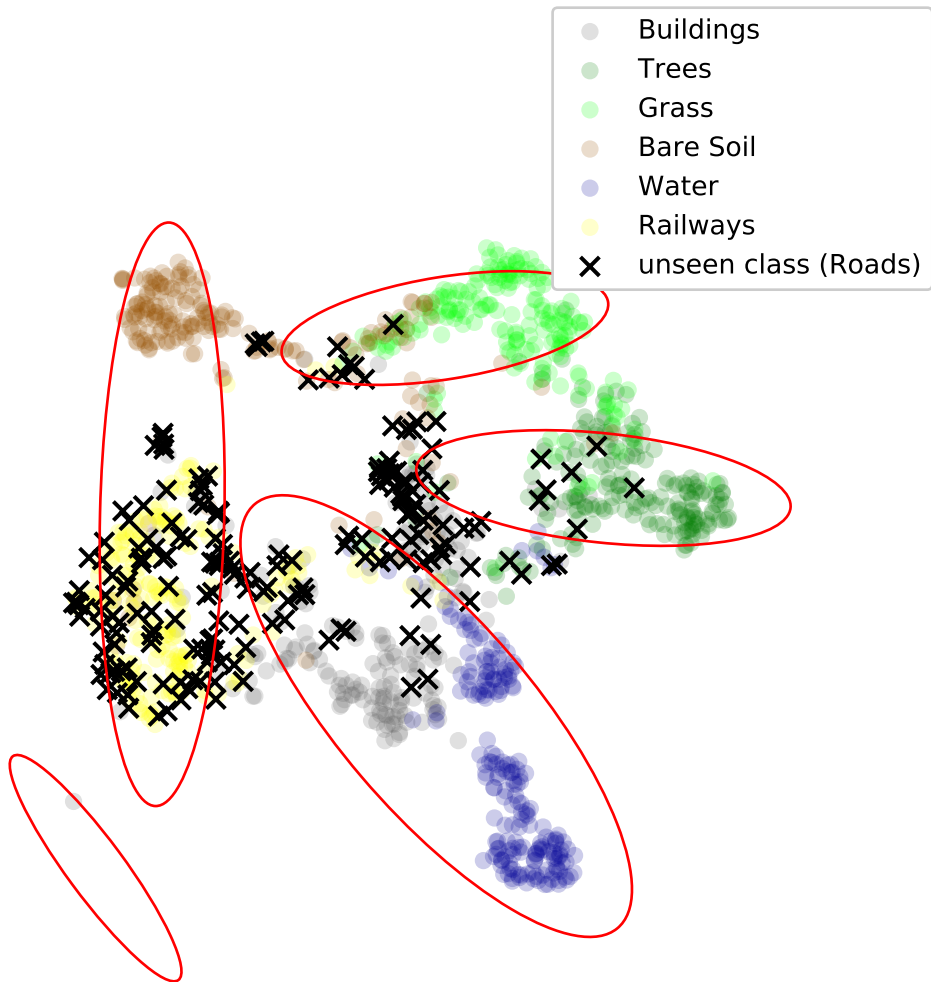 Buildings
Trees
Grass
Bare Soil
Water
Railways
unseen class (Roads)